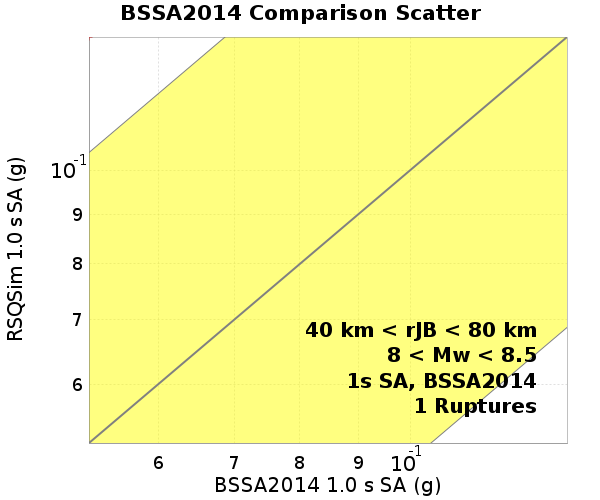 BSSA2014 Comparison Scatter
RSQSim 1.0 s SA (g)
10^-1
9
8
7
6
40 km < rJB < 80 km
8 < Mw < 8.5
1s SA, BSSA2014
1 Ruptures
6 7 8 9 10^-1
BSSA2014 1.0 s SA (g)